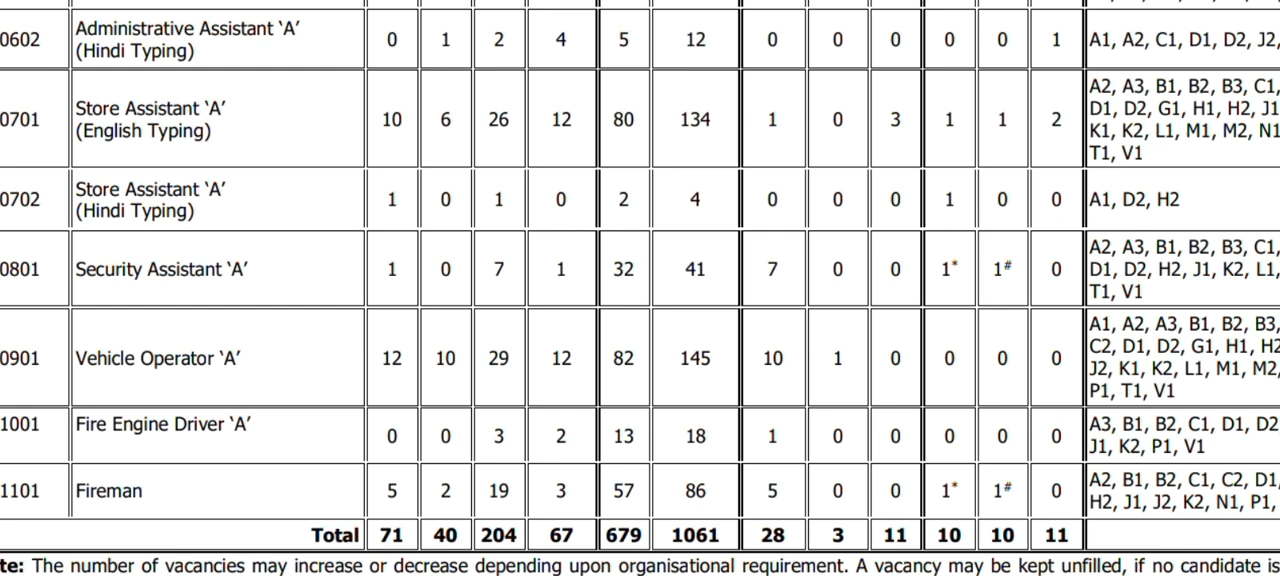 0602 Administrative Assistant ‘A’ (Hindi Typing) 0 1 2 4 5 12 0 0 0 0 0 1 A1, A2, C1, D1, D2, J2,
0701 Store Assistant ‘A’ (English Typing) 10 6 26 12 80 134 1 0 3 1 1 2 A2, A3, B1, B2, B3, C1,
D1, D2, G1, H1, H2, J1
K1, K2, L1, M1, M2, N1
T1, V1
0702 Store Assistant ‘A’ (Hindi Typing) 1 0 1 0 2 4 0 0 0 1 0 0 A1, D2, H2
0801 Security Assistant ‘A’ 1 0 7 1 32 41 7 0 0 1* 1# 0 A2, A3, B1, B2, B3, C1,
D1, D2, H2, J1, K2, L1,
T1, V1
0901 Vehicle Operator ‘A’ 12 10 29 12 82 145 10 1 0 0 0 0 A1, A2, A3, B1, B2, B3,
C2, D1, D2, G1, H1, H2
J2, K1, K2, L1, M1, M2,
P1, T1, V1
1001 Fire Engine Driver ‘A’ 0 0 3 2 13 18 1 0 0 0 0 0 A3, B1, B2, C1, D1, D2
J1, K2, P1, V1
1101 Fireman 5 2 19 3 57 86 5 0 0 1* 1# 0 A2, B1, B2, C1, C2, D1,
H2, J1, J2, K2, N1, P1,
Total 71 40 204 67 679 1061 28 3 11 10 10 11
te: The number of vacancies may increase or decrease depending upon organisational requirement. A vacancy may be kept unfilled, if no candidate is